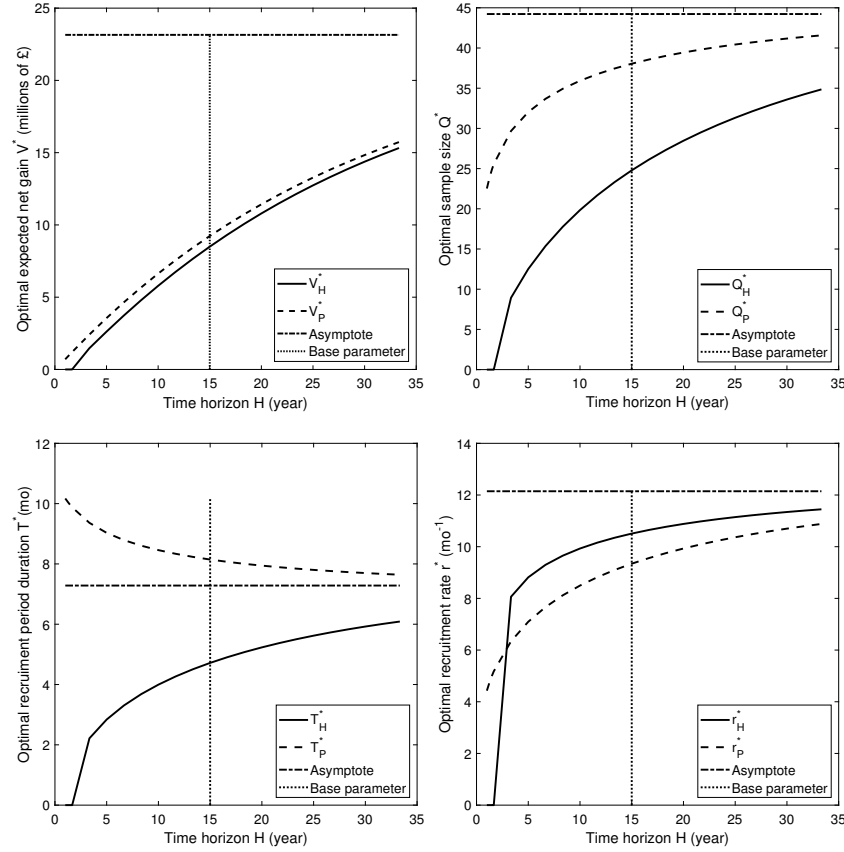 Optimal expected net gain V* (millions of £)
25
20
15
10
5
0
0 5 10 15 20 25 30 35
Time horizon H (year)
V*H
V*P
Asymptote
Base parameter
Optimal sample size Q*
45
40
35
30
25
20
15
10
5
0
0 5 10 15 20 25 30 35
Time horizon H (year)
Q*H
Q*P
Asymptote
Base parameter
Optimal recruiment period duration T*(mo)
12
10
8
6
4
2
0
0 5 10 15 20 25 30 35
Time horizon H (year)
T*H
T*P
Asymptote
Base parameter
Optimal recruitment rate r* (mo-1)
14
12
10
8
6
4
2
0
0 5 10 15 20 25 30 35
Time horizon H (year)
r*H
r*P
Asymptote
Base parameter